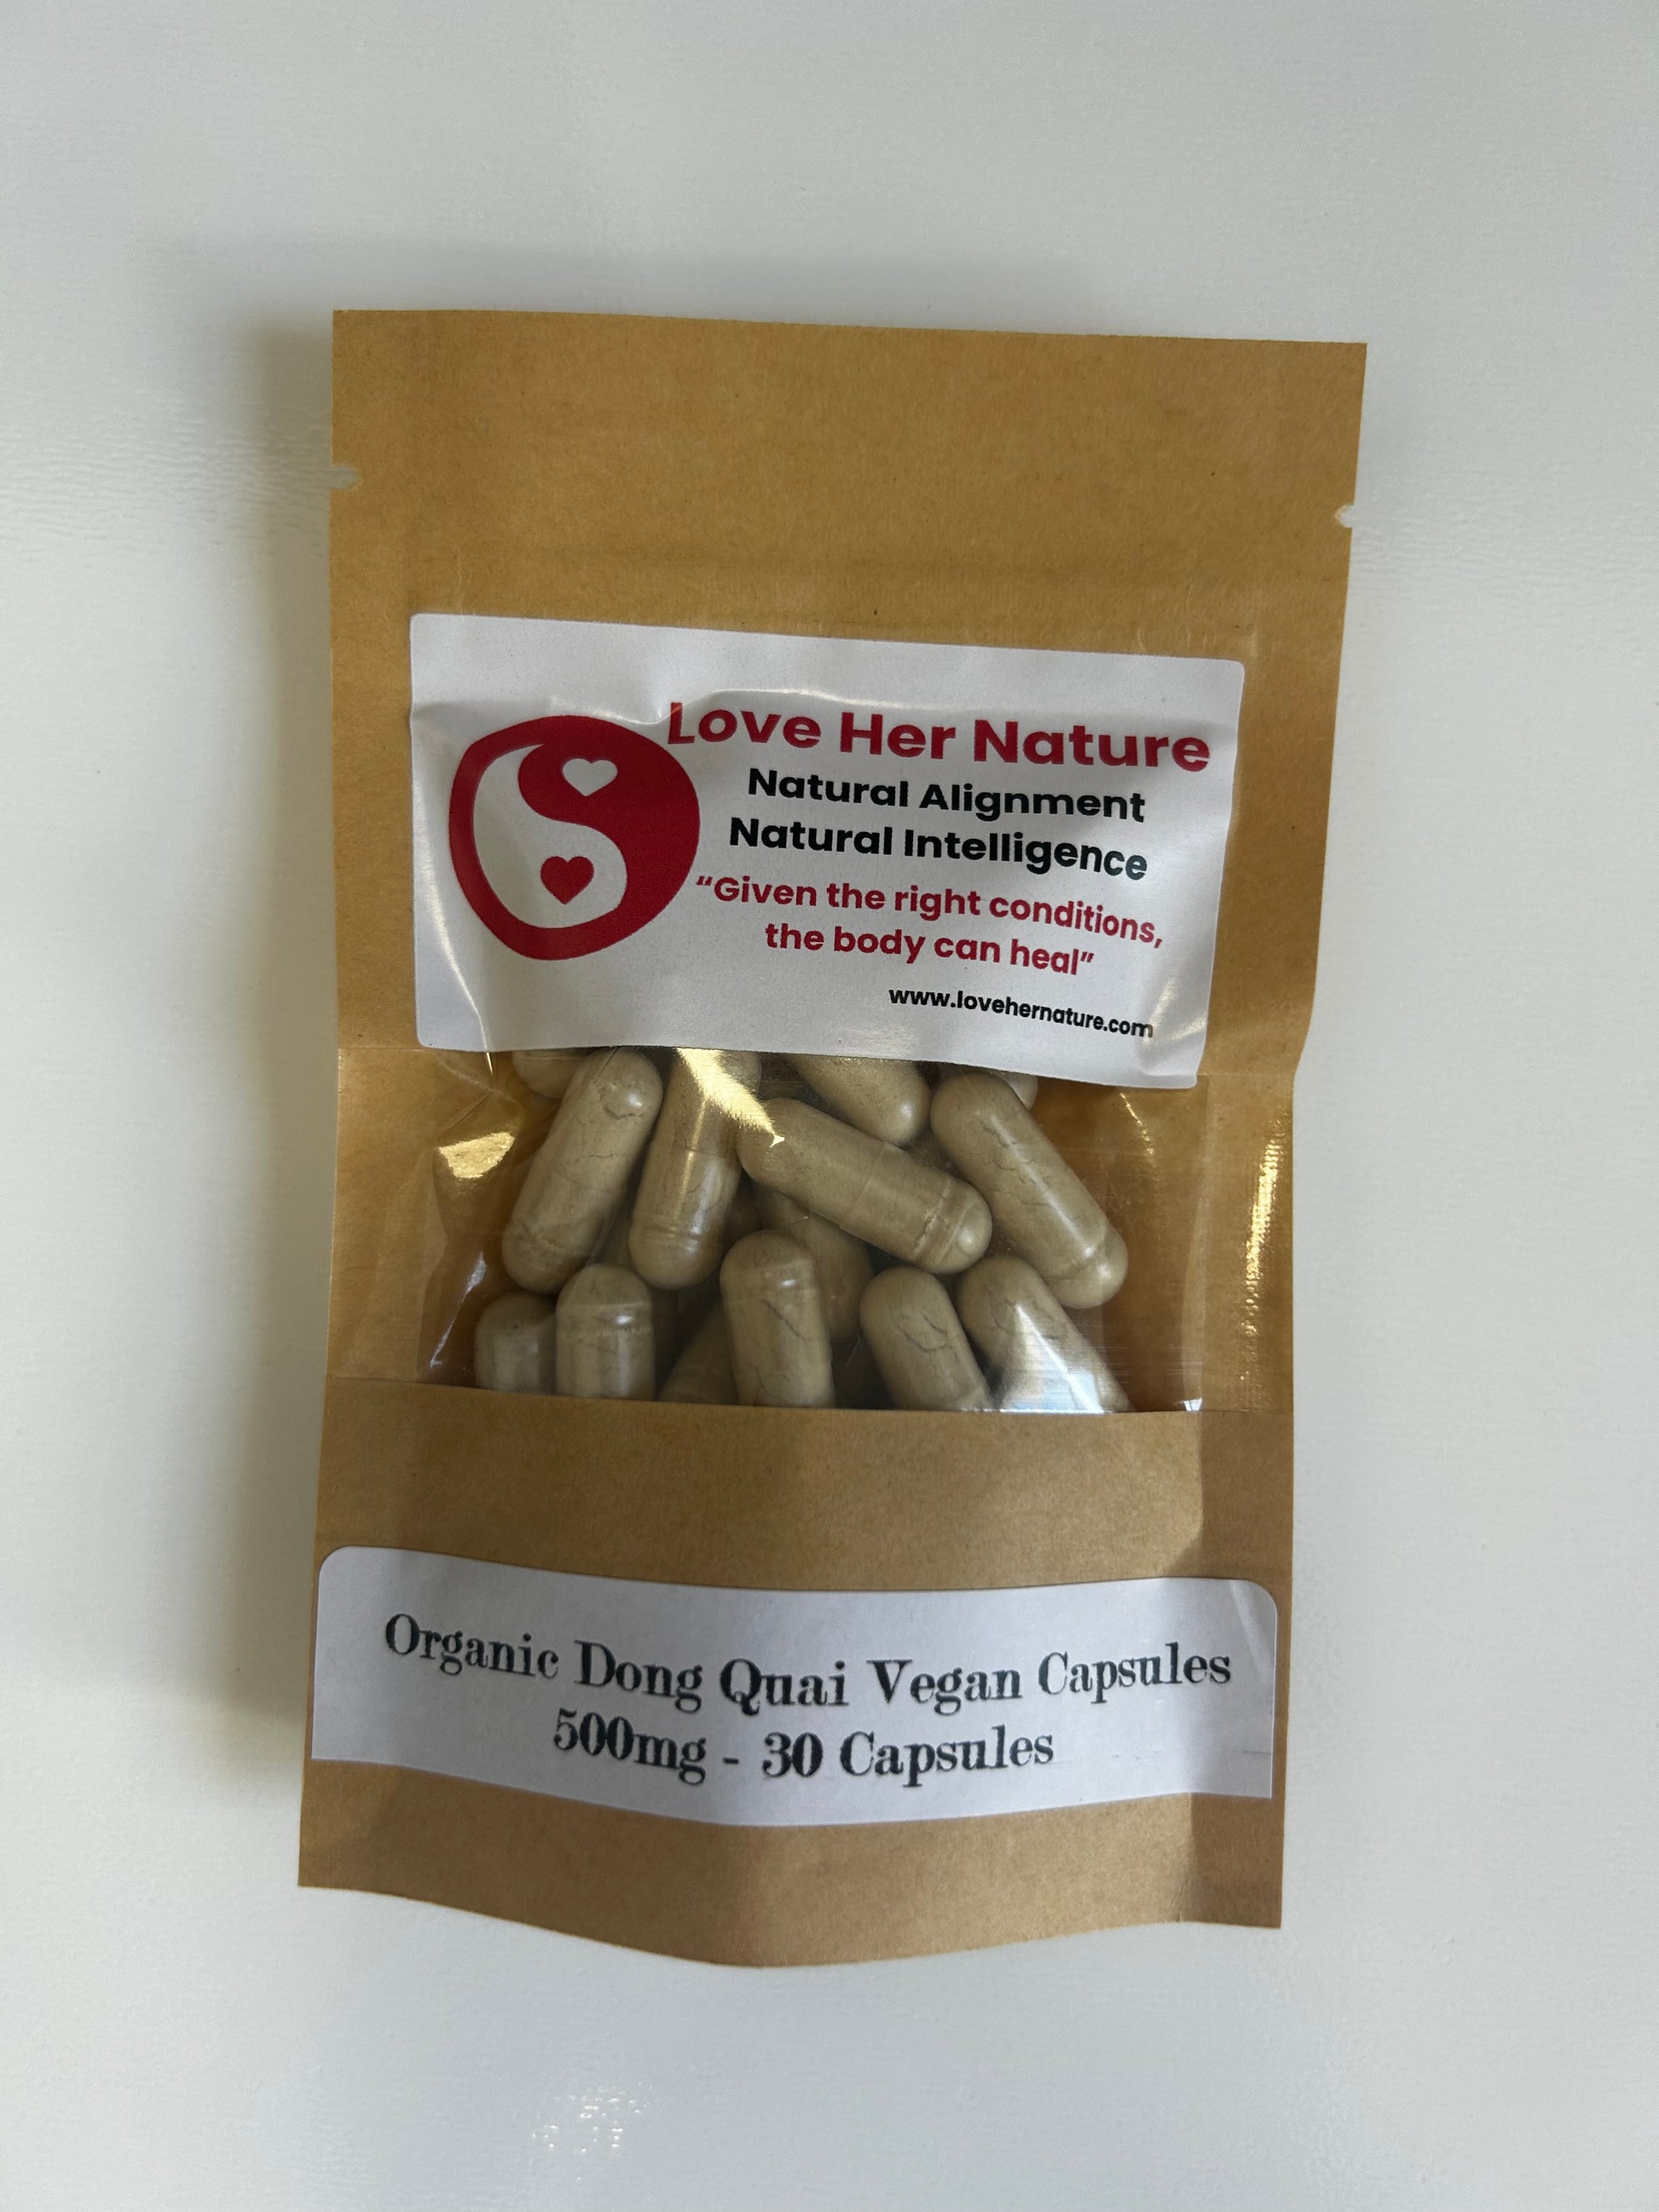 Love Her Nature
Natural Alignment
Natural Intelligence
“Given the right conditions,
the body can heal”
www.lovehernature.com
Organic Dong Quai Vegan Capsules
500mg - 30 Capsules